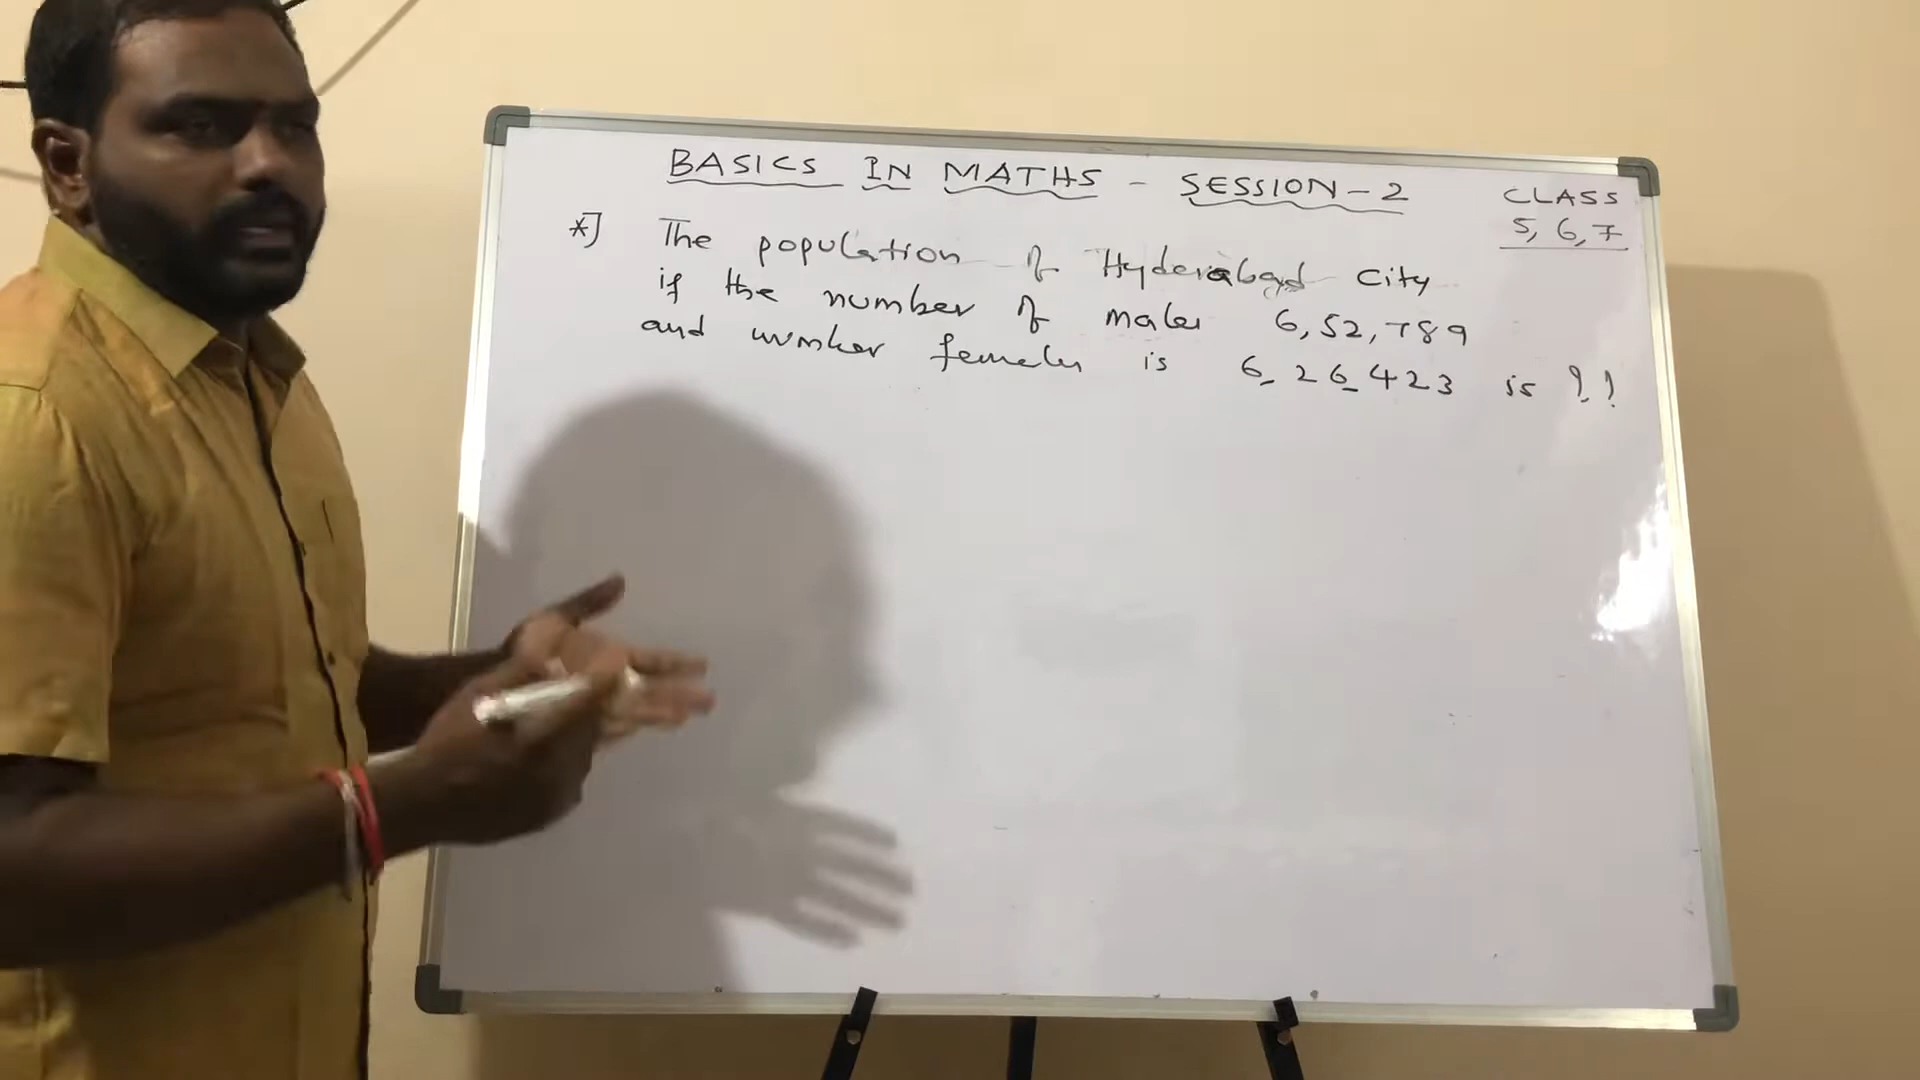 BASICS IN MATHS - SESSION-2
CLASS
5, 6, 7
*] The population of Hyderabad city
if the number of males 6,52,789
and number females is 6,26,423 is ??